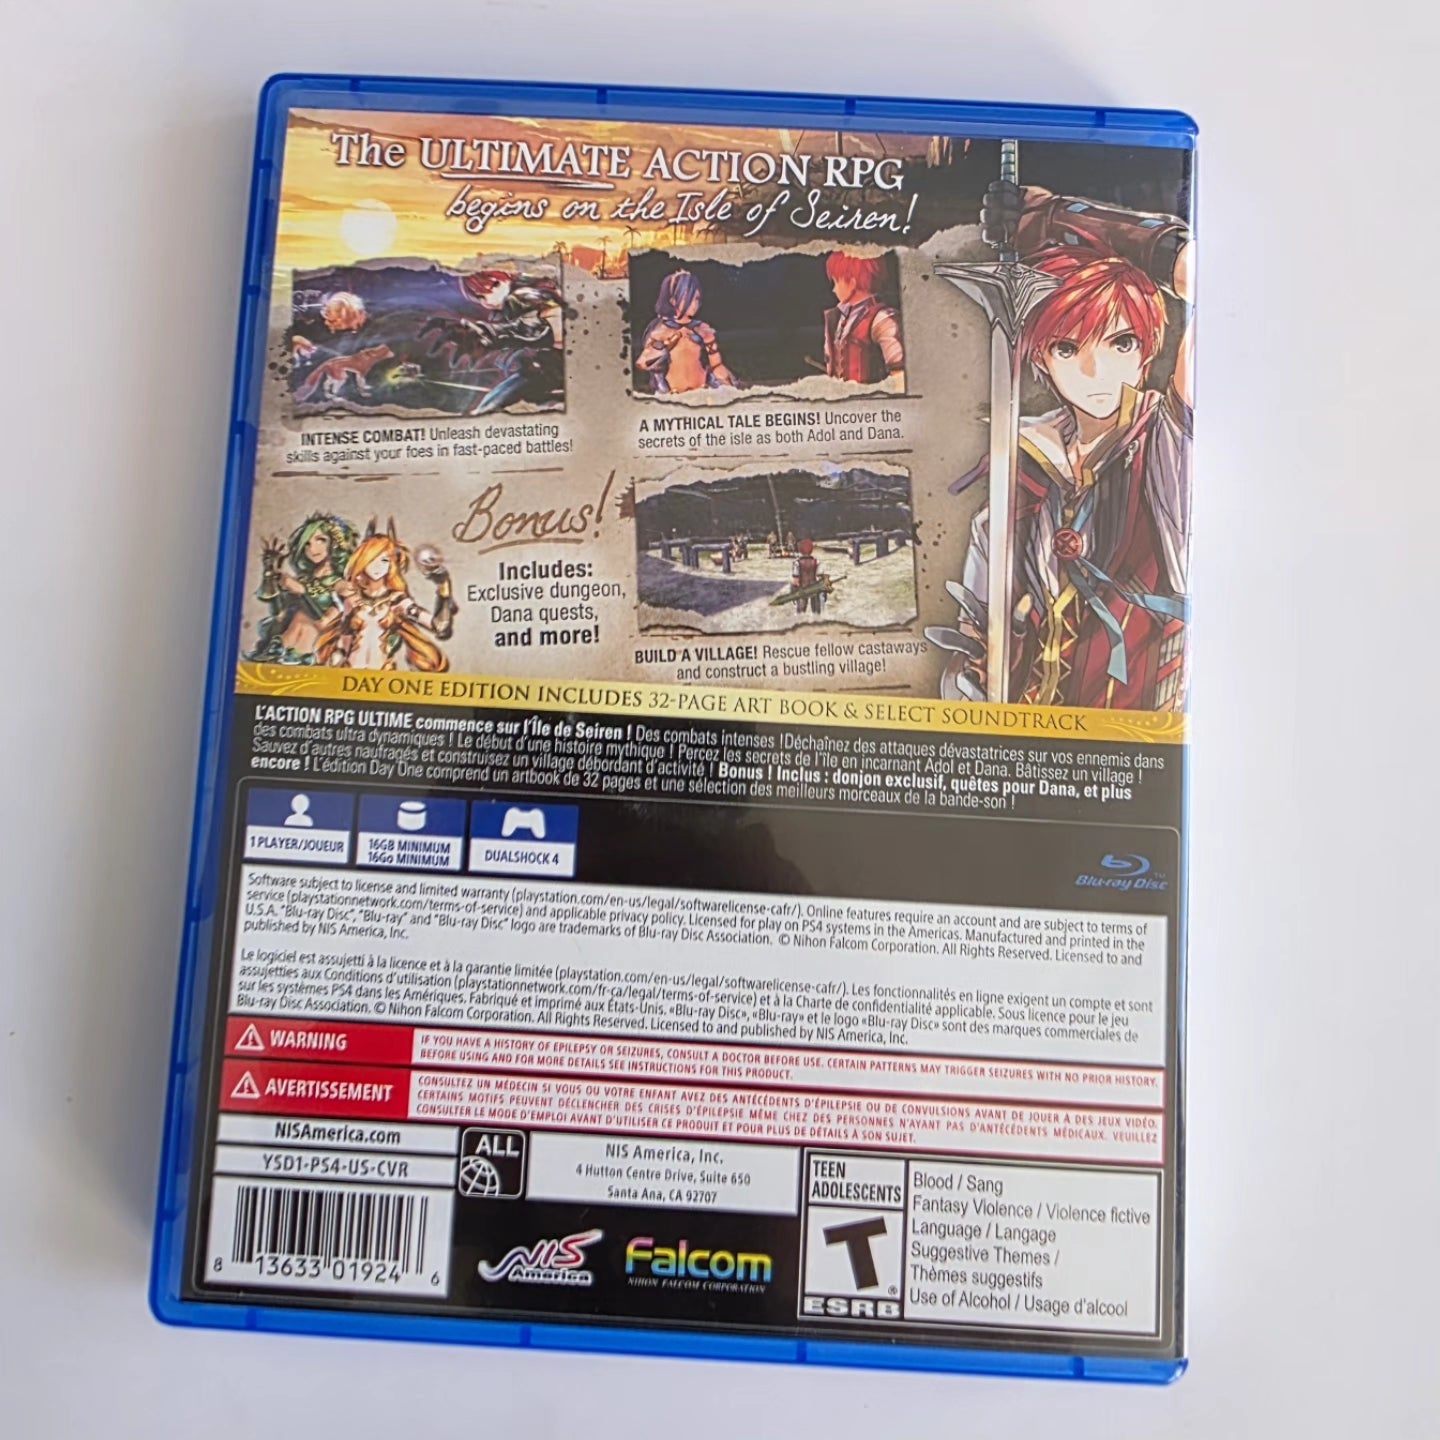 The ULTIMATE ACTION RPG
begins on the Isle of Seiren!
INTENSE COMBAT! Unleash devastating
skills against your foes in fast-paced battles!
A MYTHICAL TALE BEGINS! Uncover the
secrets of the isle as both Adol and Dana.
Bonus!
Includes:
Exclusive dungeon,
Dana quests,
and more!
BUILD A VILLAGE! Rescue fellow castaways
and construct a bustling village!
DAY ONE EDITION INCLUDES 32-PAGE ART BOOK & SELECT SOUNDTRACK
L'ACTION RPG ULTIME commence sur l'Île de Seiren ! Des combats intenses !Déchaînez des attaques dévastatrices sur vos ennemis dans
des combats ultra dynamiques ! Le début d'une histoire mythique ! Percez les secrets de l'île en incarnant Adol et Dana. Bâtissez un village !
Sauvez d'autres naufragés et construisez un village débordant d'activité ! Bonus ! Inclus : donjon exclusif, quêtes pour Dana, et plus
encore ! L'édition Day One comprend un artbook de 32 pages et une sélection des meilleurs morceaux de la bande-son !
1 PLAYER/JOUEUR
16GB MINIMUM
16Go MINIMUM
DUALSHOCK 4
Blu-ray Disc™
Software subject to license and limited warranty (playstation.com/en-us/legal/softwarelicense-cafr/). Online features require an account and are subject to terms of
service (playstationnetwork.com/terms-of-service) and applicable privacy policy. Licensed for play on PS4 systems in the Americas. Manufactured and printed in the
U.S.A. "Blu-ray Disc", "Blu-ray" and "Blu-ray Disc" logo are trademarks of Blu-ray Disc Association. © Nihon Falcom Corporation. All Rights Reserved. Licensed to and
published by NIS America, Inc.
Le logiciel est assujetti à la licence et à la garantie limitée (playstation.com/en-us/legal/softwarelicense-cafr/). Les fonctionnalités en ligne exigent un compte et sont
assujetties aux Conditions d'utilisation (playstationnetwork.com/fr-ca/legal/terms-of-service) et à la Charte de confidentialité applicable. Sous licence pour le jeu
sur les systèmes PS4 dans les Amériques. Fabriqué et imprimé aux États-Unis. «Blu-ray Disc», «Blu-ray» et le logo «Blu-ray Disc» sont des marques commerciales de
Blu-ray Disc Association. © Nihon Falcom Corporation. All Rights Reserved. Licensed to and published by NIS America, Inc.
WARNING
IF YOU HAVE A HISTORY OF EPILEPSY OR SEIZURES, CONSULT A DOCTOR BEFORE USE. CERTAIN PATTERNS MAY TRIGGER SEIZURES WITH NO PRIOR HISTORY.
BEFORE USING AND FOR MORE DETAILS SEE INSTRUCTIONS FOR THIS PRODUCT.
AVERTISSEMENT
CONSULTEZ UN MÉDECIN SI VOUS OU VOTRE ENFANT AVEZ DES ANTÉCÉDENTS D'ÉPILEPSIE OU DE CONVULSIONS AVANT DE JOUER À DES JEUX VIDÉO.
CERTAINS MOTIFS PEUVENT DÉCLENCHER DES CRISES D'ÉPILEPSIE MÊME CHEZ DES PERSONNES N'AYANT PAS D'ANTÉCÉDENTS MÉDICAUX. VEUILLEZ
CONSULTER LE MODE D'EMPLOI AVANT D'UTILISER CE PRODUIT ET POUR PLUS DE DÉTAILS À SON SUJET.
NISAmerica.com
YSD1-PS4-US-CVR
8 13633 01924 6
ALL
NIS America, Inc.
4 Hutton Centre Drive, Suite 650
Santa Ana, CA 92707
NIS
America
Falcom
NIHON FALCOM CORPORATION
TEEN
ADOLESCENTS
T
®
ESRB
Blood / Sang
Fantasy Violence / Violence fictive
Language / Langage
Suggestive Themes /
Thèmes suggestifs
Use of Alcohol / Usage d'alcool